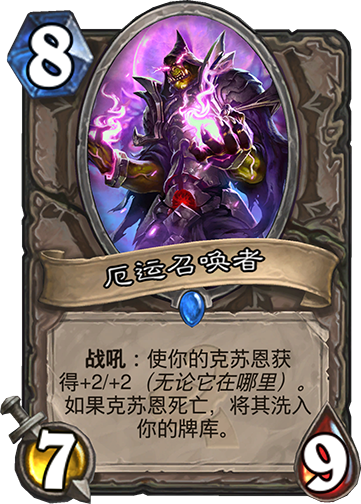 8
厄运召唤者
战吼：使你的克苏恩获
得+2/+2（无论它在哪里）。
如果克苏恩死亡，将其洗入
你的牌库。
7
9